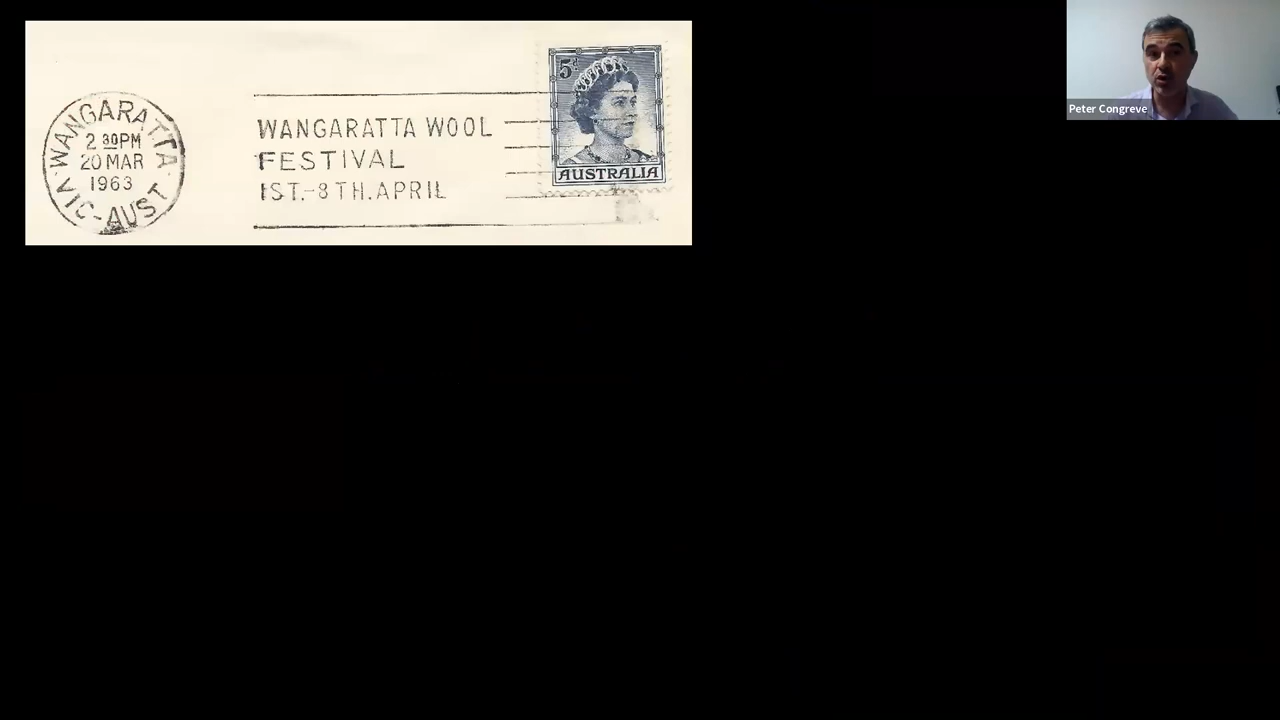 WANGARATTA
2 30PM
20 MAR
1963
VIC-AUST
WANGARATTA WOOL
FESTIVAL
1ST.-8TH.APRIL
5D
AUSTRALIA
Peter Congreve